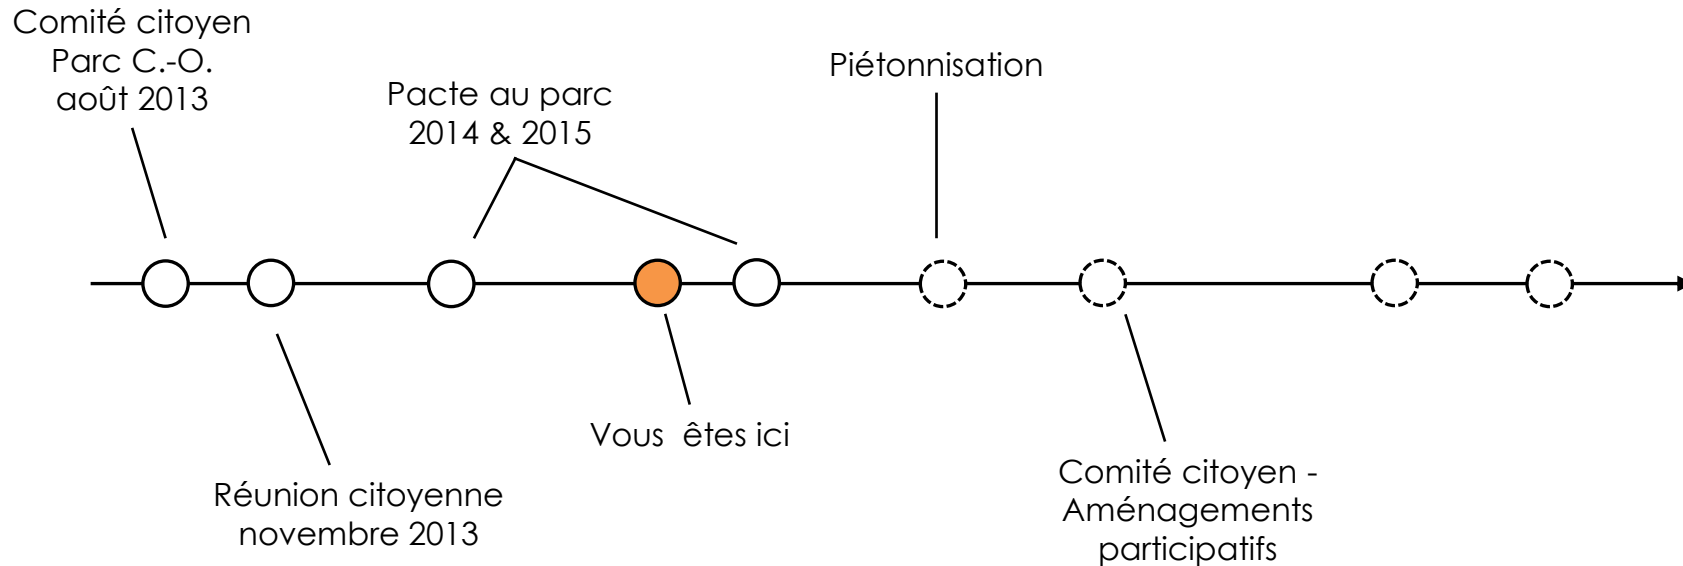 Comité citoyen
Parc C.-O.
août 2013
Pacte au parc
2014 & 2015
Piétonnisation
Vous  êtes ici
Réunion citoyenne
novembre 2013
Comité citoyen -
Aménagements
participatifs